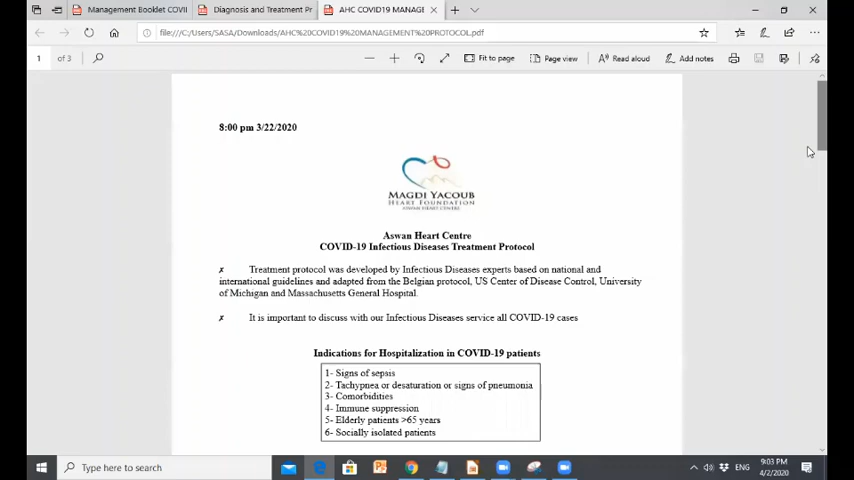 Management Booklet COVII
Diagnosis and Treatment Pr
AHC COVID19 MANAGE
file:///C:/Users/SASA/Downloads/AHC%20COVID19%20MANAGEMENT%20PROTOCOL.pdf
1 of 3
Fit to page
Page view
Read aloud
Add notes
8:00 pm 3/22/2020
MAGDI YACOUB
HEART FOUNDATION
ASWAN HEART CENTRE
Aswan Heart Centre
COVID-19 Infectious Diseases Treatment Protocol
✗ Treatment protocol was developed by Infectious Diseases experts based on national and
international guidelines and adapted from the Belgian protocol, US Center of Disease Control, University
of Michigan and Massachusetts General Hospital.
✗ It is important to discuss with our Infectious Diseases service all COVID-19 cases
Indications for Hospitalization in COVID-19 patients
1- Signs of sepsis
2- Tachypnea or desaturation or signs of pneumonia
3- Comorbidities
4- Immune suppression
5- Elderly patients >65 years
6- Socially isolated patients
Type here to search
ENG
9:03 PM
4/2/2020